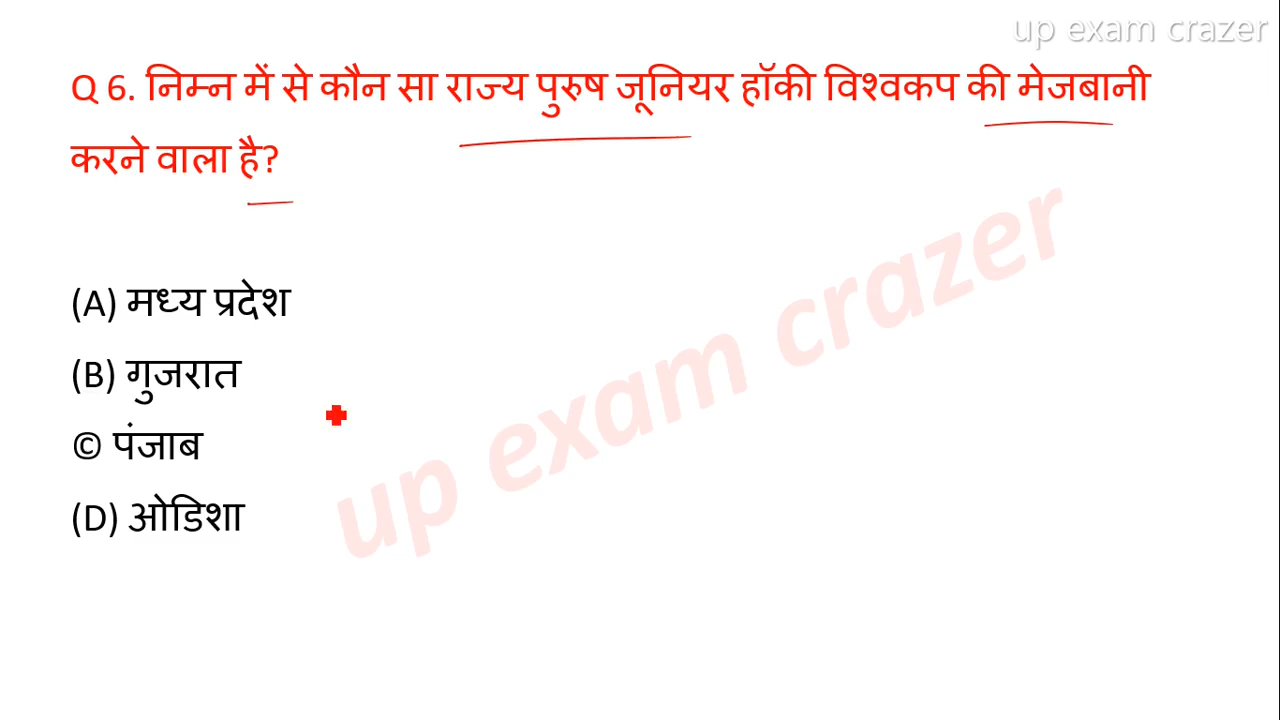 up exam crazer
Q 6. निम्न में से कौन सा राज्य पुरुष जूनियर हॉकी विश्वकप की मेजबानी
करने वाला है?
(A) मध्य प्रदेश
(B) गुजरात
© पंजाब
(D) ओडिशा
up exam crazer